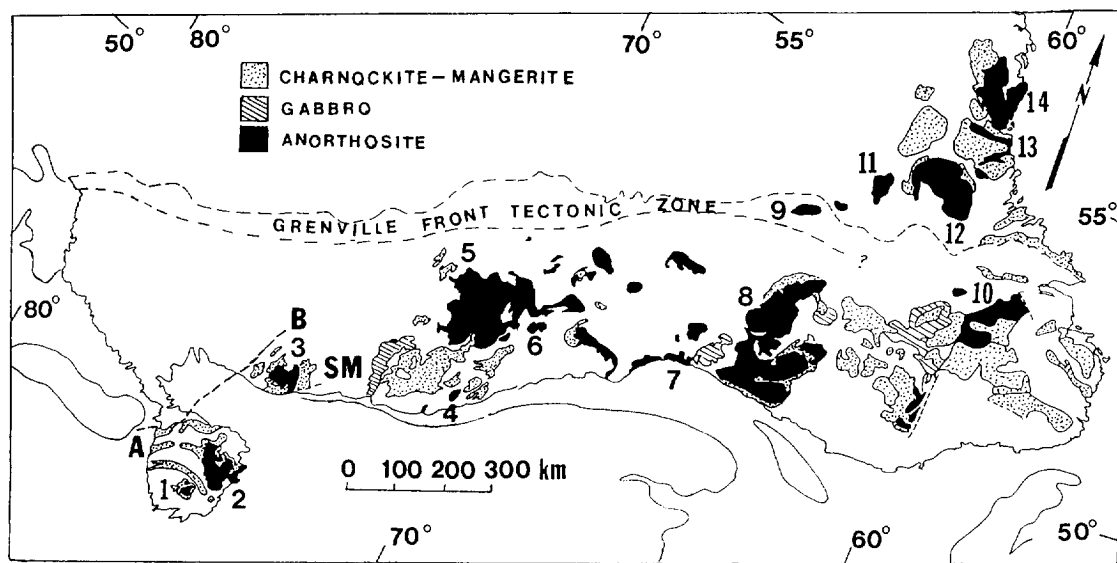 50° 80° 70° 55° 60°
CHARNOCKITE-MANGERITE
GABBRO
ANORTHOSITE
N
14
13
11
9
12
55°
GRENVILLE FRONT TECTONIC ZONE
?
5
10
80°
B
8
3
SM
6
7
4
A
0 100 200 300 km
1
2
70°
60°
50°